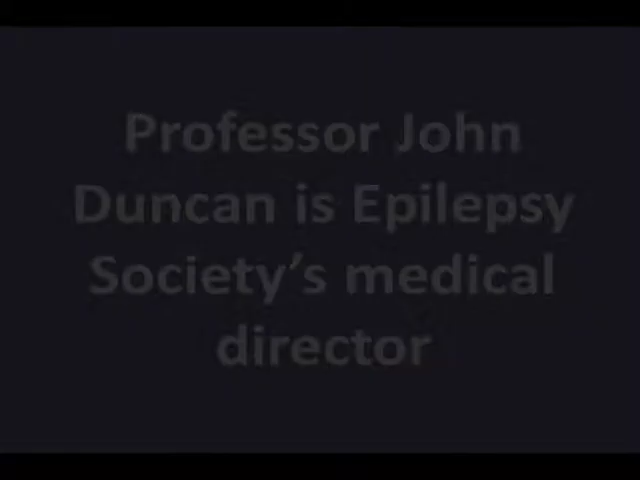 Professor John
Duncan is Epilepsy
Society’s medical
director